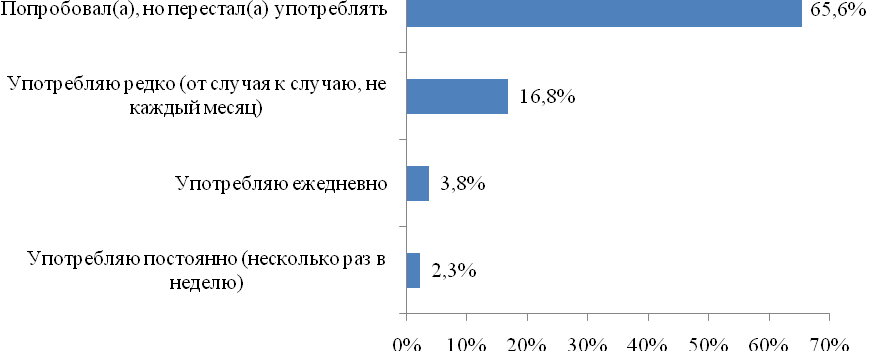 Попробовал(а), но перестал(а) употреблять
65,6%
Употребляю редко (от случая к случаю, не
каждый месяц)
16,8%
Употребляю ежедневно
3,8%
Употребляю постоянно (несколько раз в
неделю)
2,3%
0% 10% 20% 30% 40% 50% 60% 70%